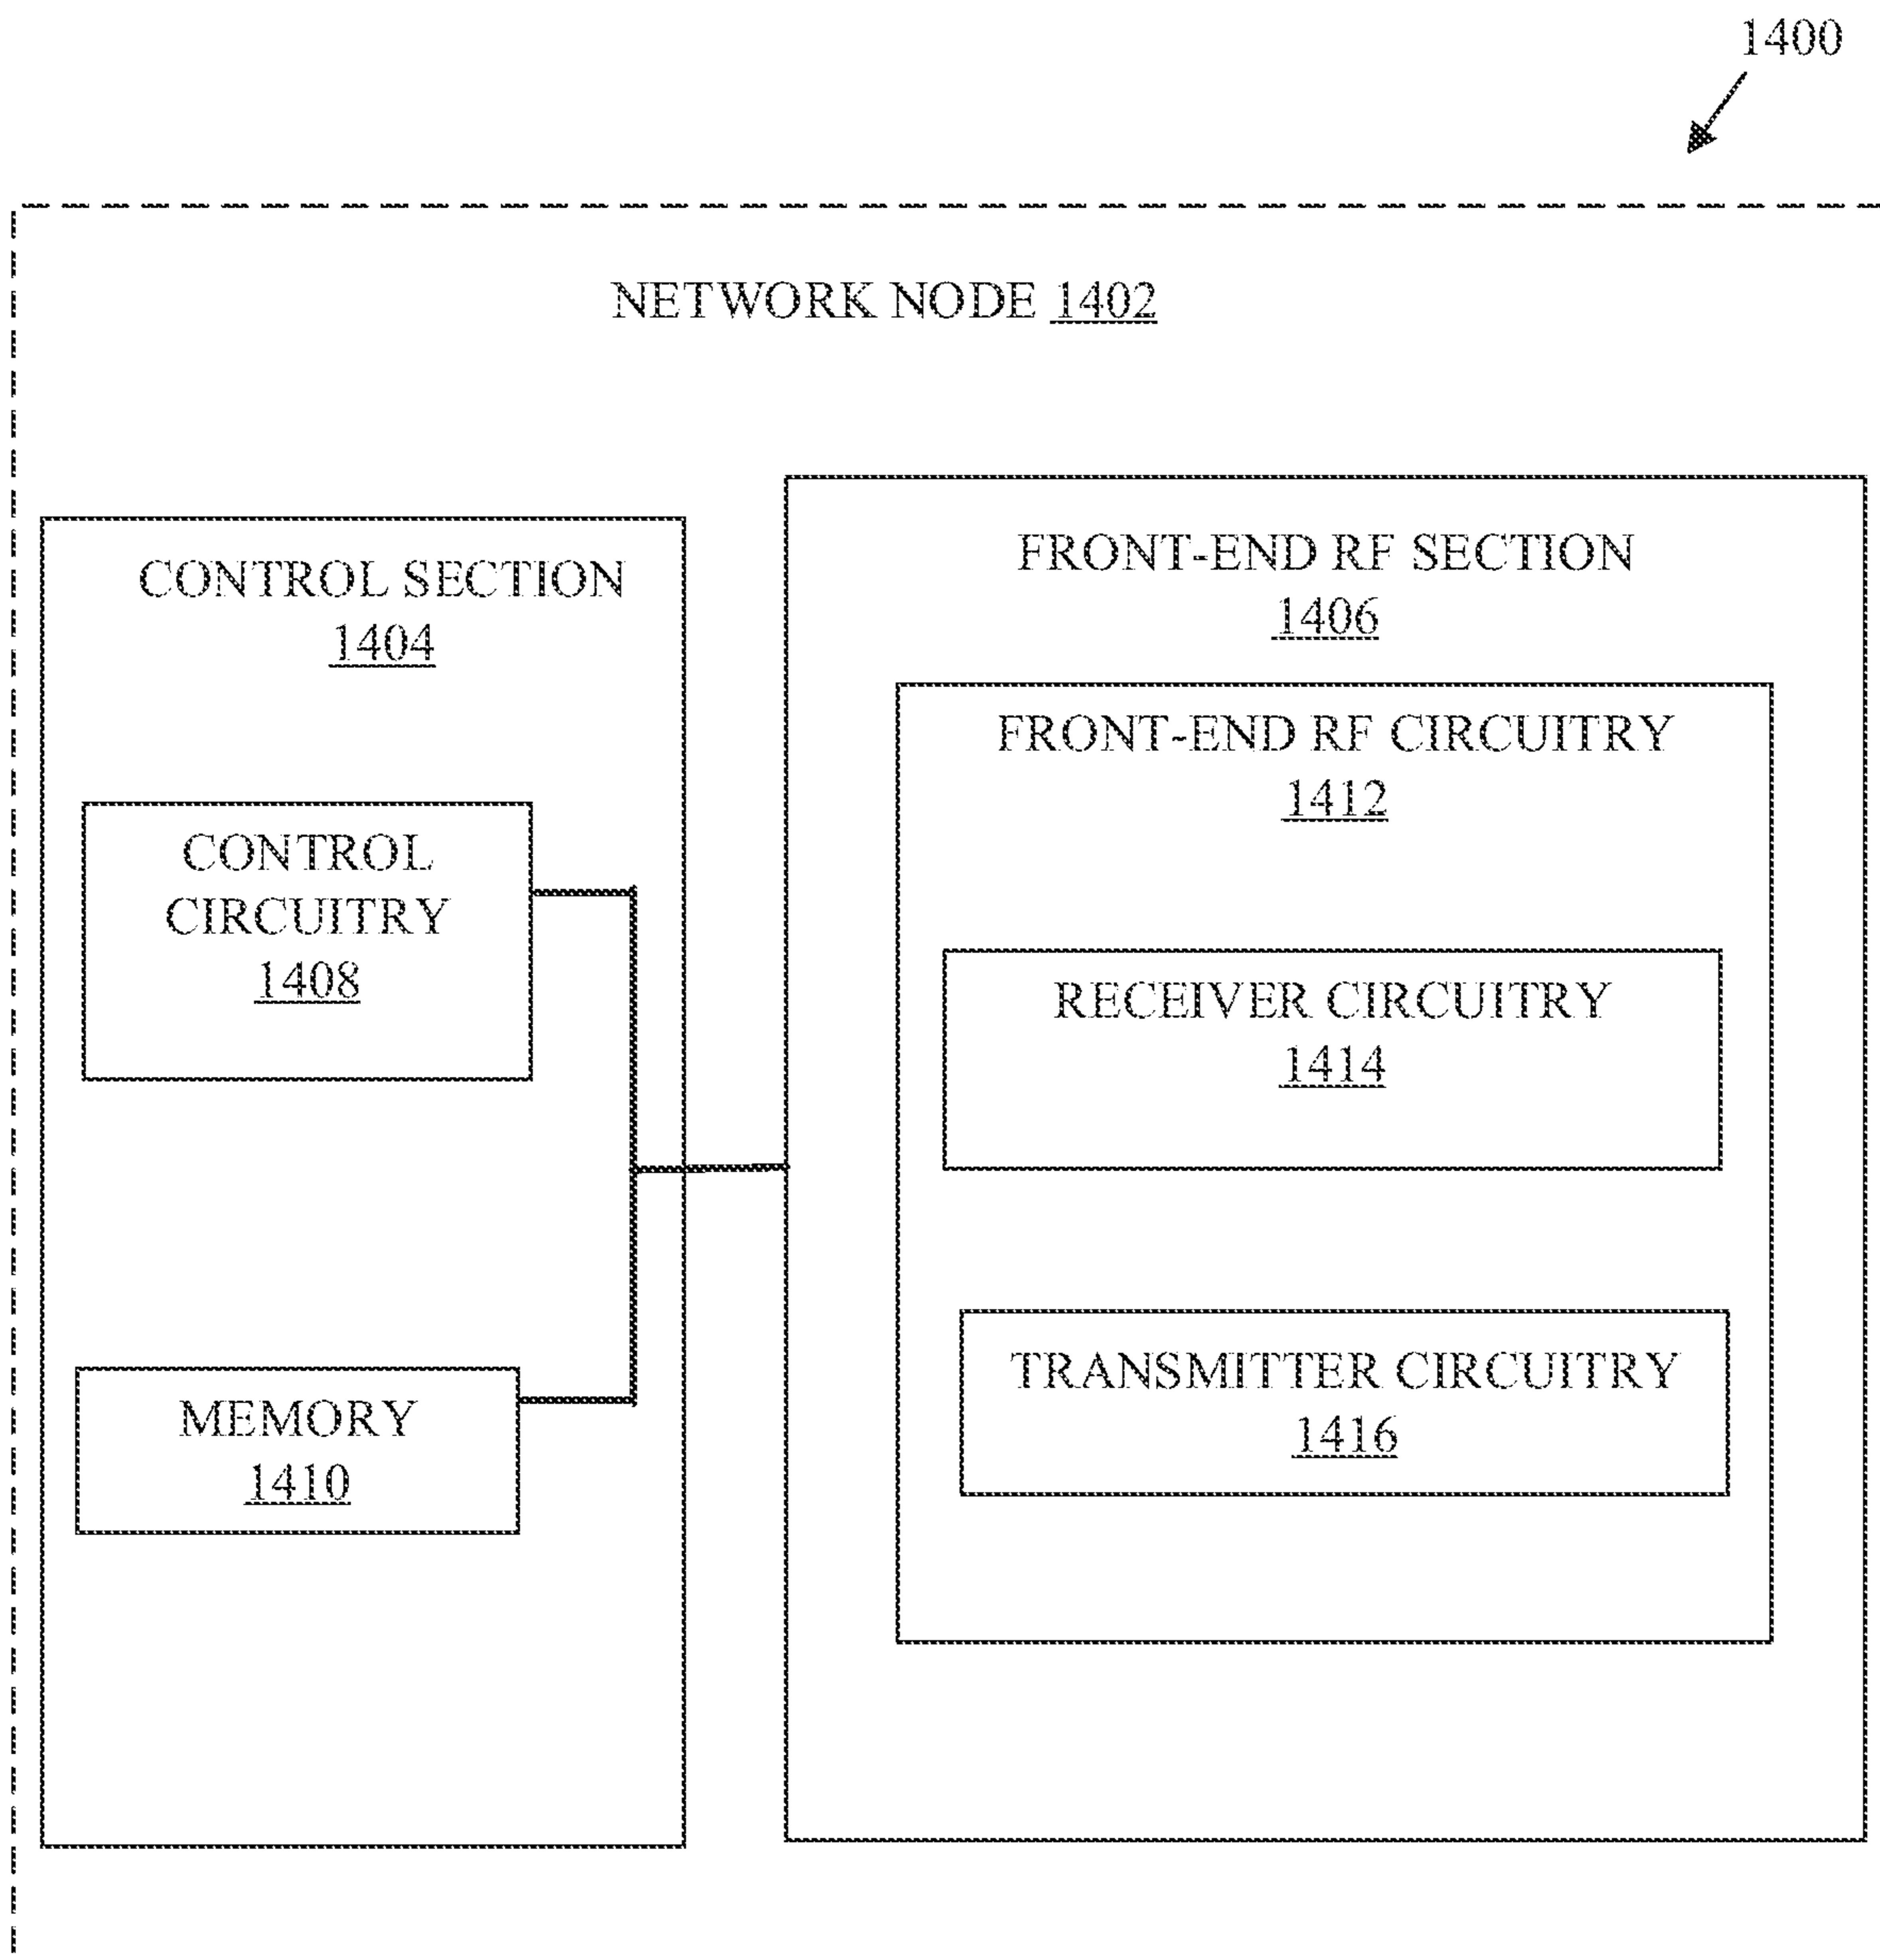 1400
NETWORK NODE 1402
CONTROL SECTION
1404
CONTROL
CIRCUITRY
1408
MEMORY
1410
FRONT-END RF SECTION
1406
FRONT-END RF CIRCUITRY
1412
RECEIVER CIRCUITRY
1414
TRANSMITTER CIRCUITRY
1416